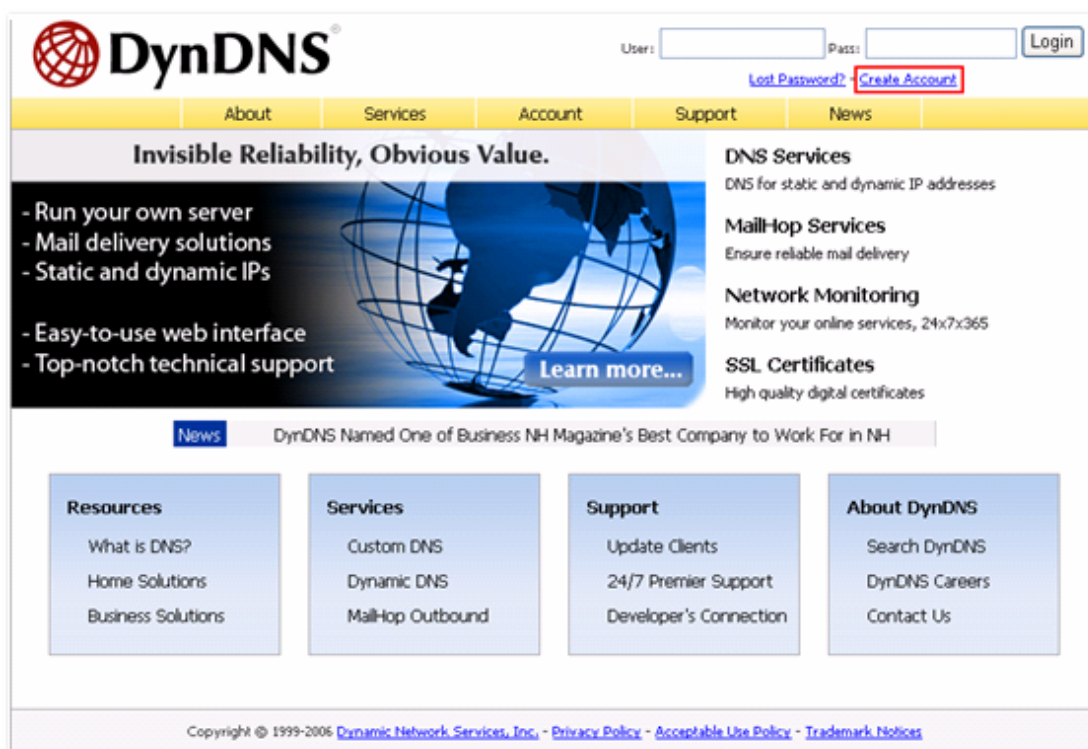 DynDNS®
User: Pass: Login
Lost Password? - Create Account
About Services Account Support News
Invisible Reliability, Obvious Value.
- Run your own server
- Mail delivery solutions
- Static and dynamic IPs
- Easy-to-use web interface
- Top-notch technical support
Learn more...
DNS Services
DNS for static and dynamic IP addresses
MailHop Services
Ensure reliable mail delivery
Network Monitoring
Monitor your online services, 24x7x365
SSL Certificates
High quality digital certificates
News DynDNS Named One of Business NH Magazine's Best Company to Work For in NH
Resources
What is DNS?
Home Solutions
Business Solutions
Services
Custom DNS
Dynamic DNS
MailHop Outbound
Support
Update Clients
24/7 Premier Support
Developer's Connection
About DynDNS
Search DynDNS
DynDNS Careers
Contact Us
Copyright © 1999-2006 Dynamic Network Services, Inc. - Privacy Policy - Acceptable Use Policy - Trademark Notices